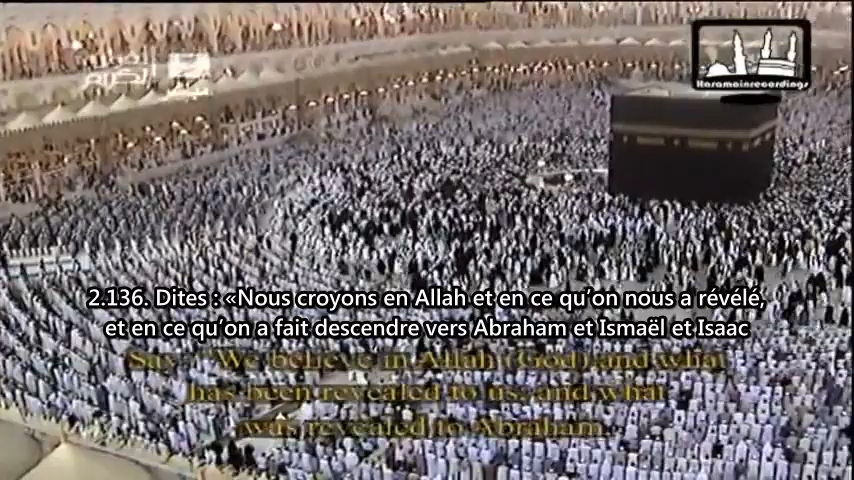 الكريم
Haramainrecordings
2.136. Dites : «Nous croyons en Allah et en ce qu'on nous a révélé,
et en ce qu'on a fait descendre vers Abraham et Ismaël et Isaac
Say: "We believe in Allah (God) and what
has been revealed to us, and what
was revealed to Abraham,